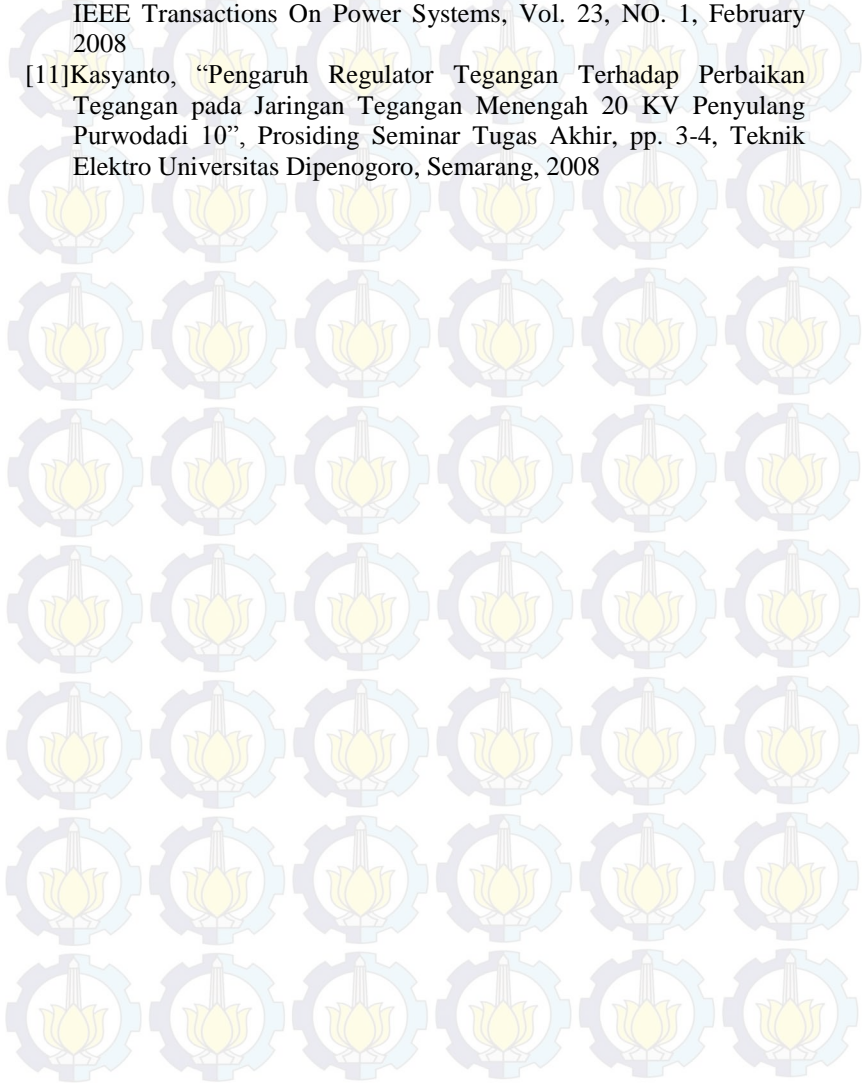 IEEE Transactions On Power Systems, Vol. 23, NO. 1, February
2008
[11]Kasyanto, “Pengaruh Regulator Tegangan Terhadap Perbaikan
Tegangan pada Jaringan Tegangan Menengah 20 KV Penyulang
Purwodadi 10”, Prosiding Seminar Tugas Akhir, pp. 3-4, Teknik
Elektro Universitas Dipenogoro, Semarang, 2008